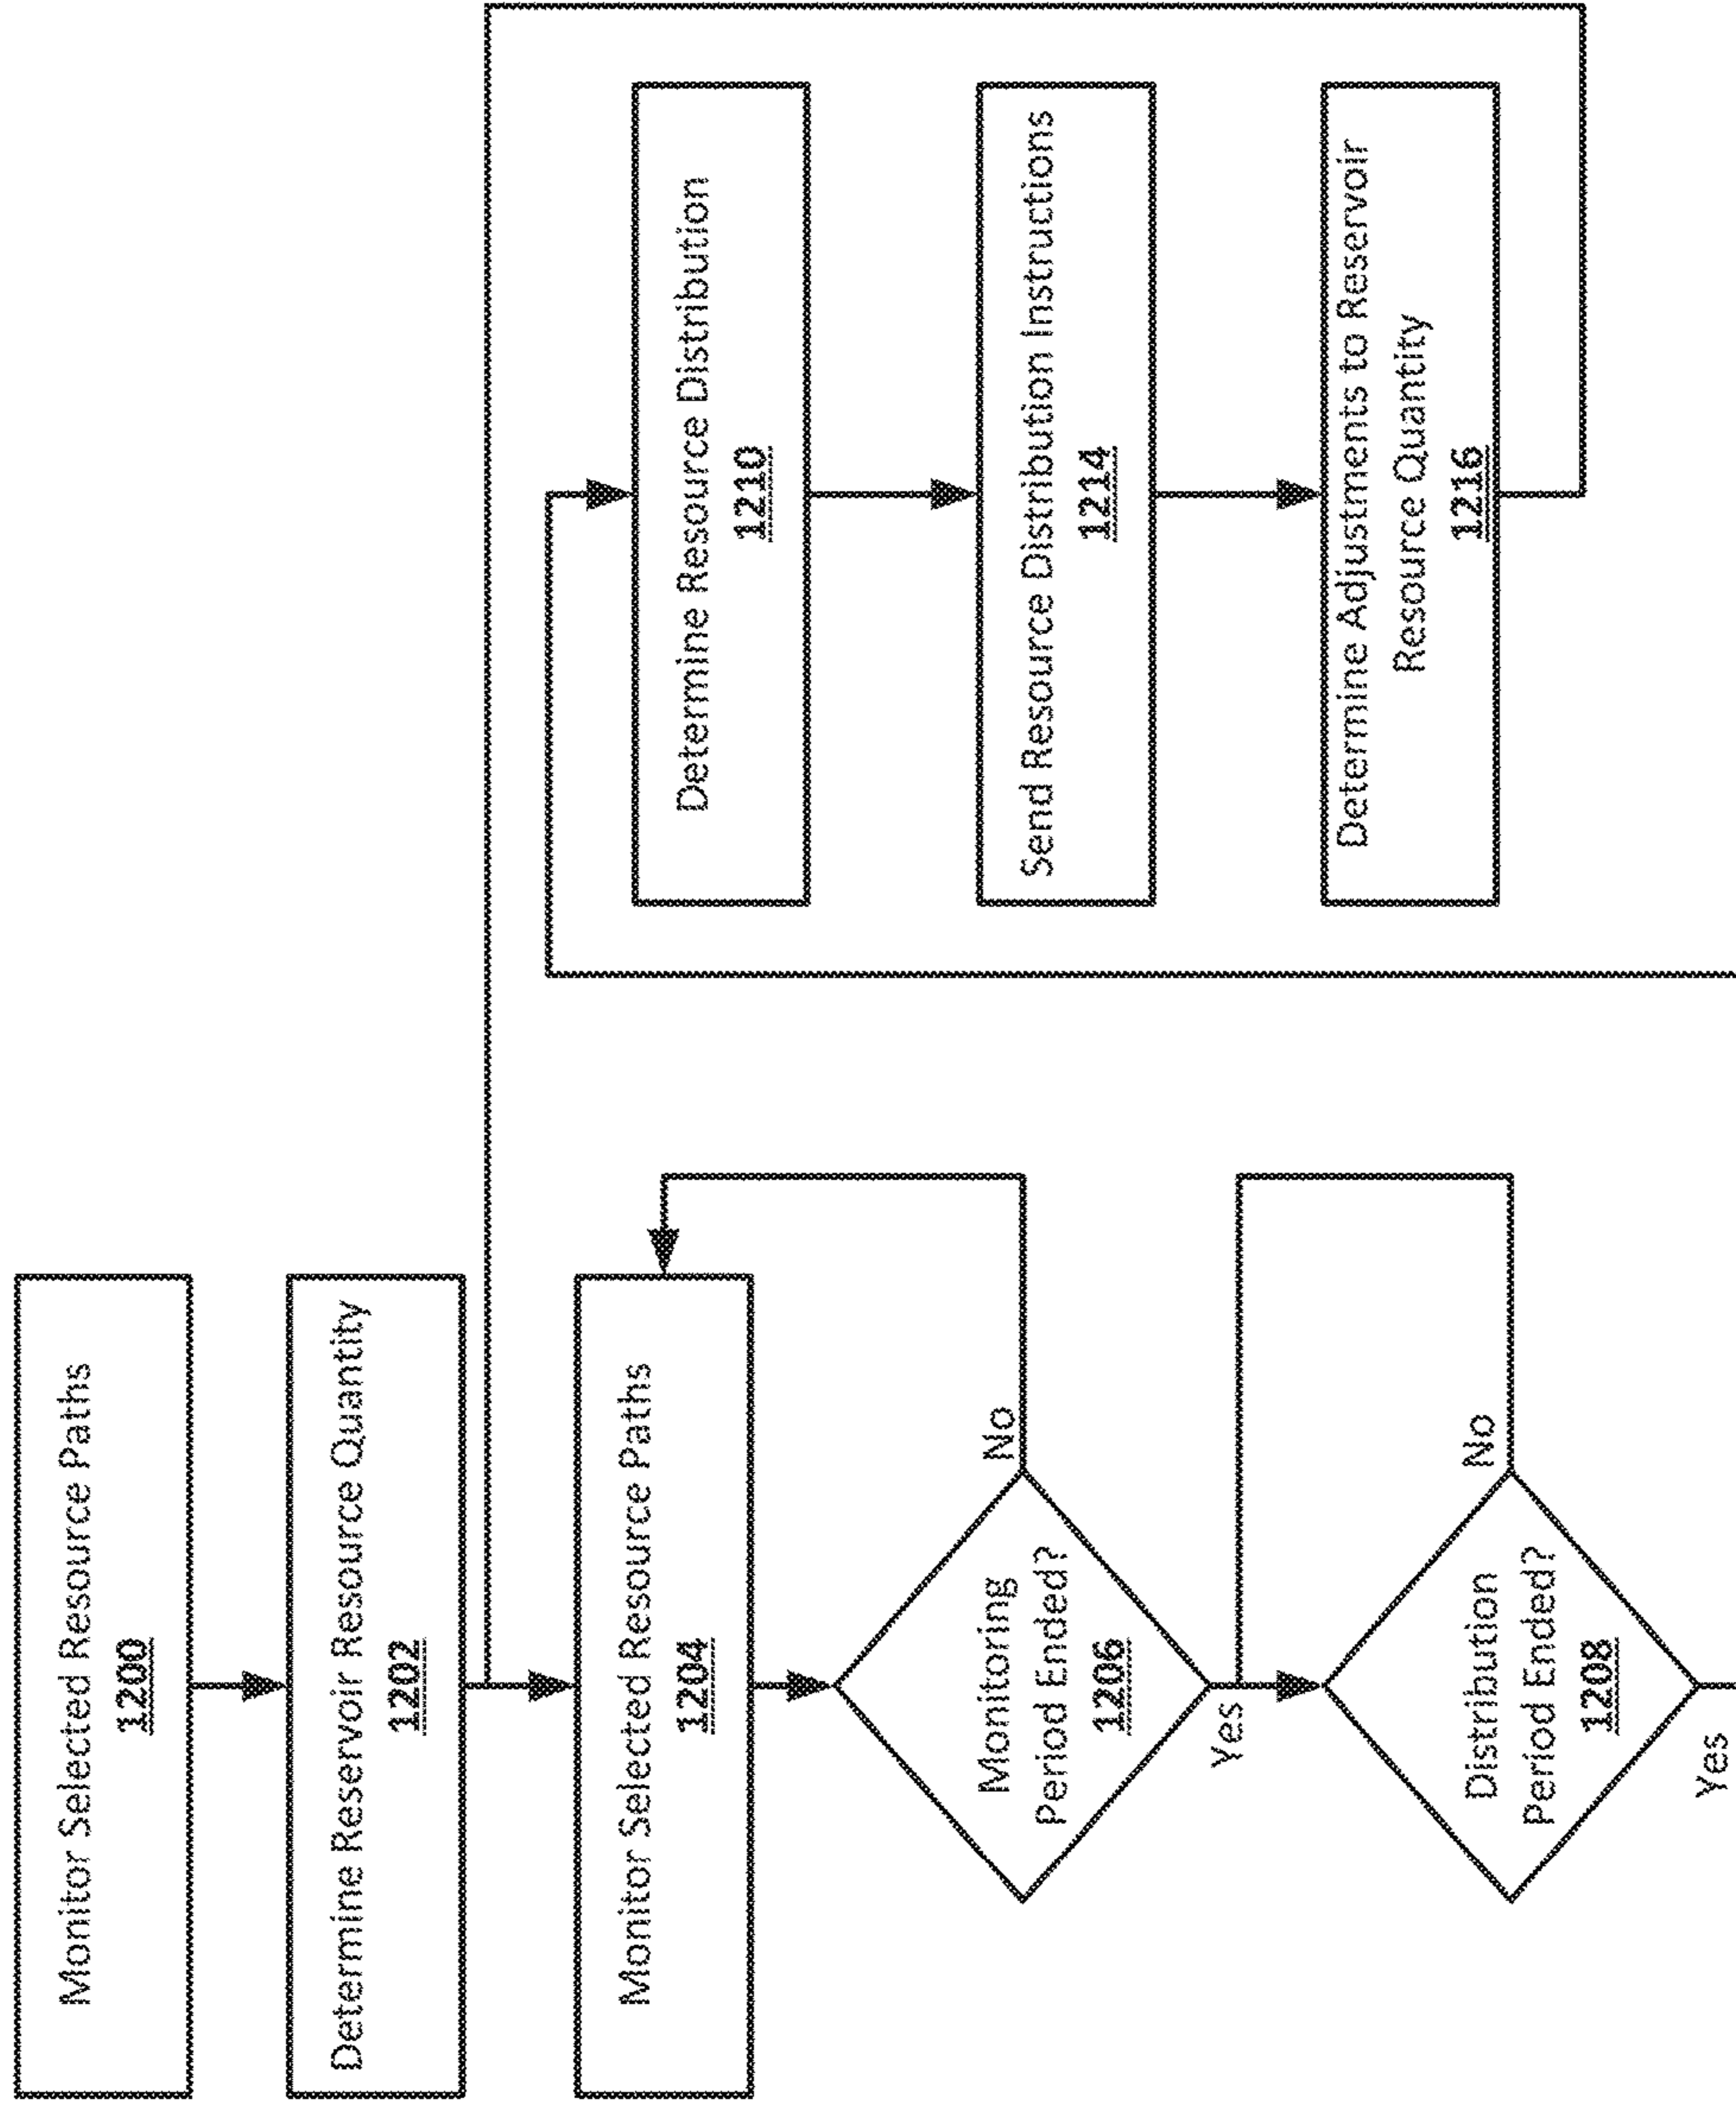 Monitor Selected Resource Paths
1200
Determine Reservoir Resource Quantity
1202
Monitor Selected Resource Paths
1204
Monitoring
Period Ended?
1206
No
Yes
Distribution
Period Ended?
1208
No
Yes
Determine Resource Distribution
1210
Send Resource Distribution Instructions
1214
Determine Adjustments to Reservoir
Resource Quantity
1216